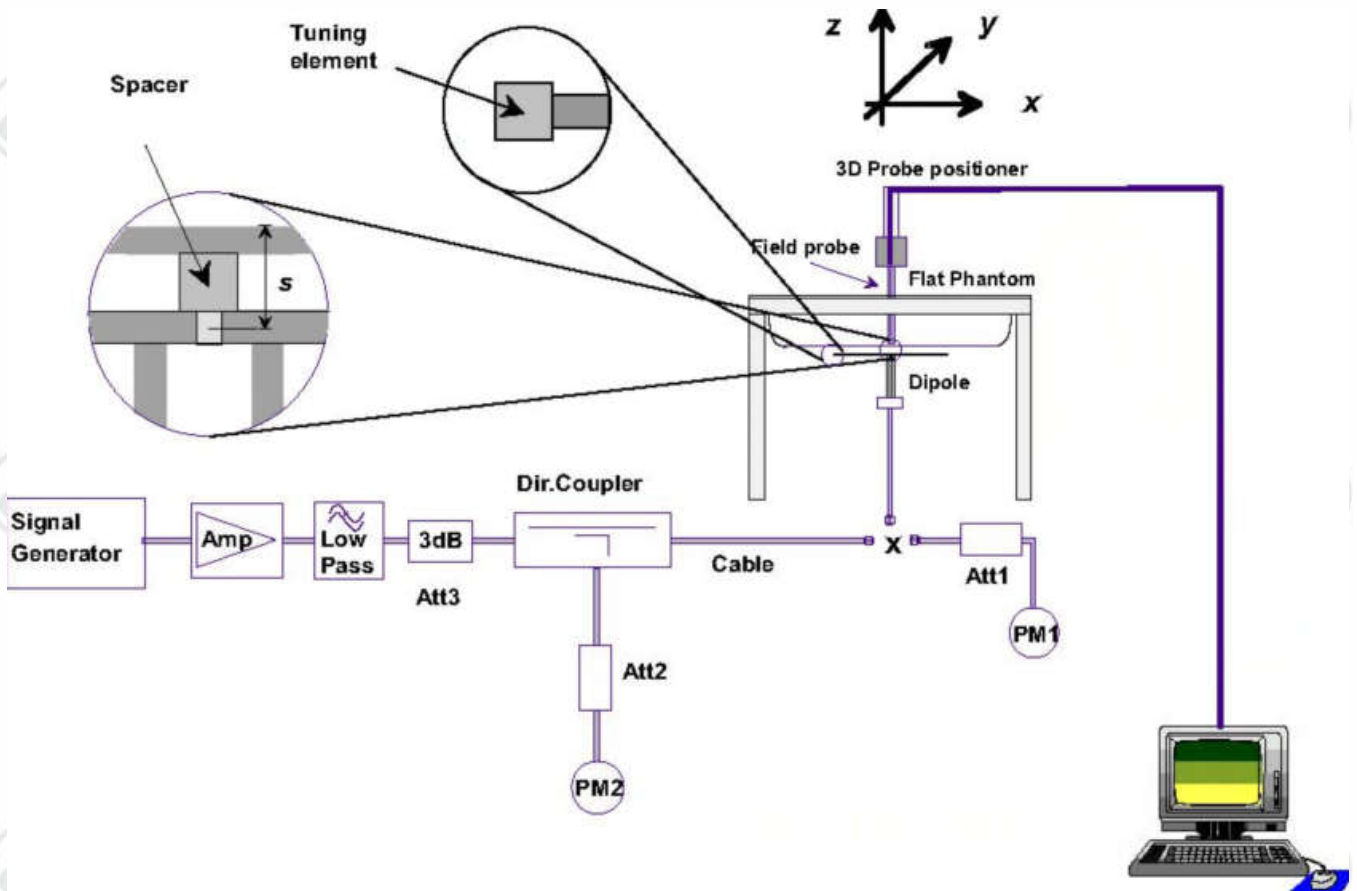 Tuning
element
Spacer
z
y
x
3D Probe positioner
Field probe
Flat Phantom
s
Dipole
Dir.Coupler
Signal
Generator
Amp
Low
Pass
3dB
Att3
Cable
x
Att1
PM1
Att2
PM2